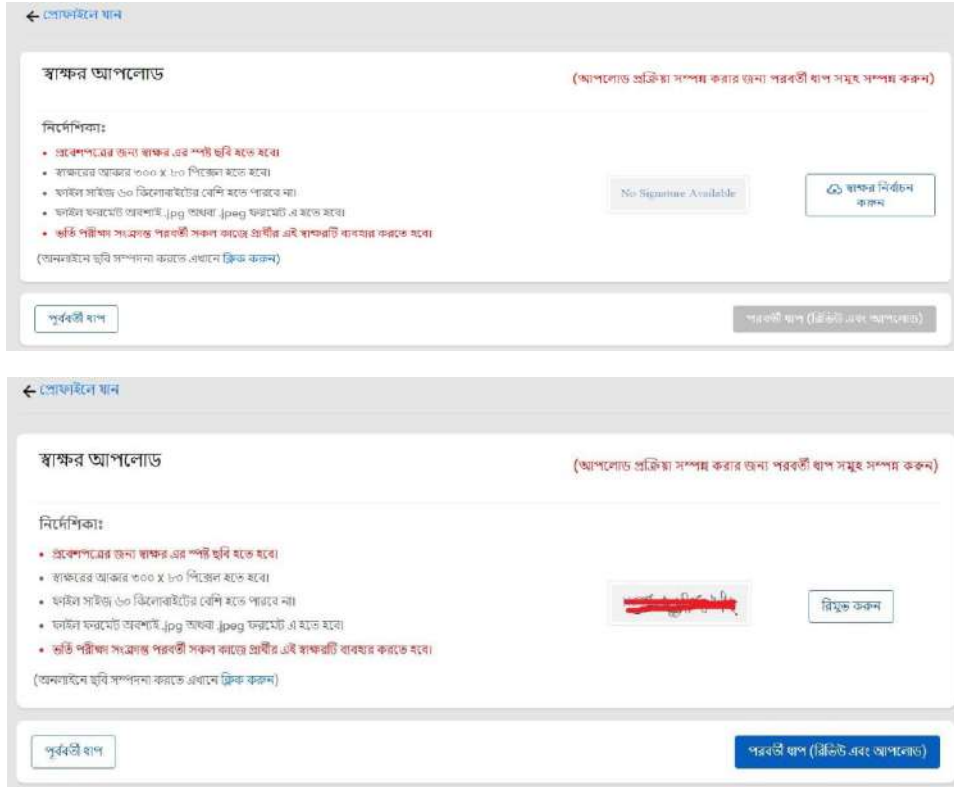 ← প্রোফাইলে যান
স্বাক্ষর আপলোড
(আপলোড প্রক্রিয়া সম্পন্ন করার জন্য পরবর্তী ধাপ সমূহ সম্পন্ন করুন)
নির্দেশিকাঃ
• প্রবেশপত্রের জন্য স্বাক্ষর এর স্পষ্ট ছবি হতে হবে।
• স্বাক্ষরের আকার ৩০০ X ৮০ পিক্সেল হতে হবে।
• ফাইল সাইজ ৬০ কিলোবাইটের বেশি হতে পারবে না।
• ফাইল ফরমেট অবশ্যই .jpg অথবা .jpeg ফরমেট এ হতে হবে।
• ভর্তি পরীক্ষা সংক্রান্ত পরবর্তী সকল কাজে প্রার্থীর এই স্বাক্ষরটি ব্যবহার করতে হবে।
(অনলাইনে ছবি সম্পাদনা করতে এখানে ক্লিক করুন)
No Signature Available
স্বাক্ষর নির্বাচন
করুন
পূর্ববর্তী ধাপ
পরবর্তী ধাপ (রিভিউ এবং আপলোড)
← প্রোফাইলে যান
স্বাক্ষর আপলোড
(আপলোড প্রক্রিয়া সম্পন্ন করার জন্য পরবর্তী ধাপ সমূহ সম্পন্ন করুন)
নির্দেশিকাঃ
• প্রবেশপত্রের জন্য স্বাক্ষর এর স্পষ্ট ছবি হতে হবে।
• স্বাক্ষরের আকার ৩০০ X ৮০ পিক্সেল হতে হবে।
• ফাইল সাইজ ৬০ কিলোবাইটের বেশি হতে পারবে না।
• ফাইল ফরমেট অবশ্যই .jpg অথবা .jpeg ফরমেট এ হতে হবে।
• ভর্তি পরীক্ষা সংক্রান্ত পরবর্তী সকল কাজে প্রার্থীর এই স্বাক্ষরটি ব্যবহার করতে হবে।
(অনলাইনে ছবি সম্পাদনা করতে এখানে ক্লিক করুন)
রিমুভ করুন
পূর্ববর্তী ধাপ
পরবর্তী ধাপ (রিভিউ এবং আপলোড)